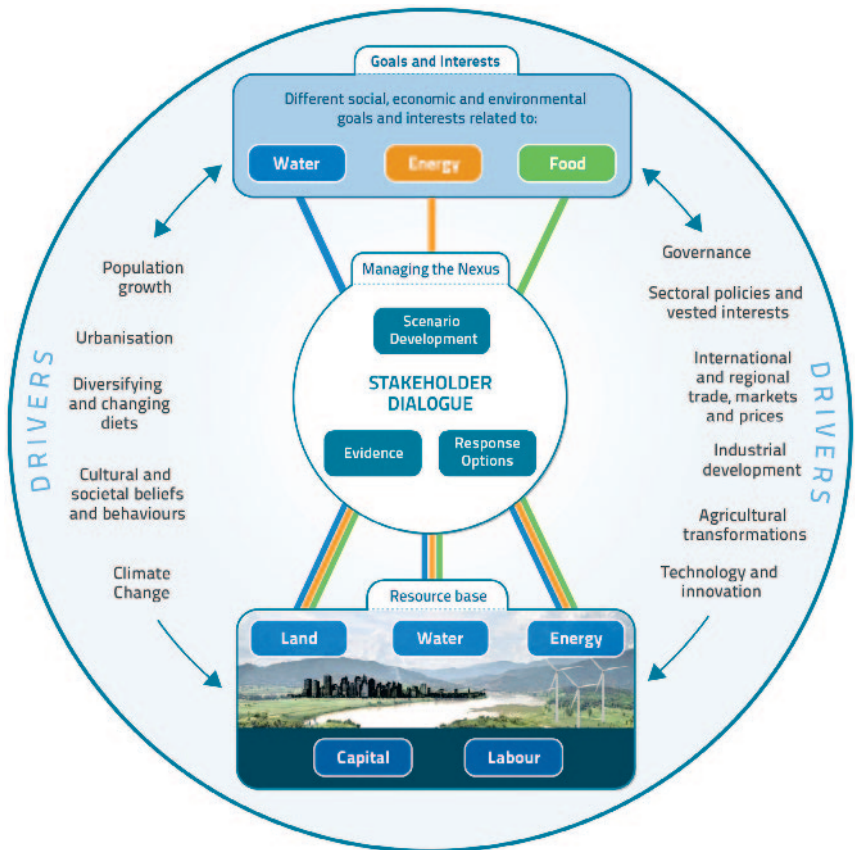 Goals and Interests
Different social, economic and environmental
goals and interests related to:
Water
Energy
Food
DRIVERS
Population
growth
Urbanisation
Diversifying
and changing
diets
Cultural and
societal beliefs
and behaviours
Climate
Change
Managing the Nexus
Scenario
Development
STAKEHOLDER
DIALOGUE
Evidence
Response
Options
Governance
Sectoral policies and
vested interests
International
and regional
trade, markets
and prices
Industrial
development
Agricultural
transformations
Technology and
innovation
DRIVERS
Resource base
Land
Water
Energy
Capital
Labour